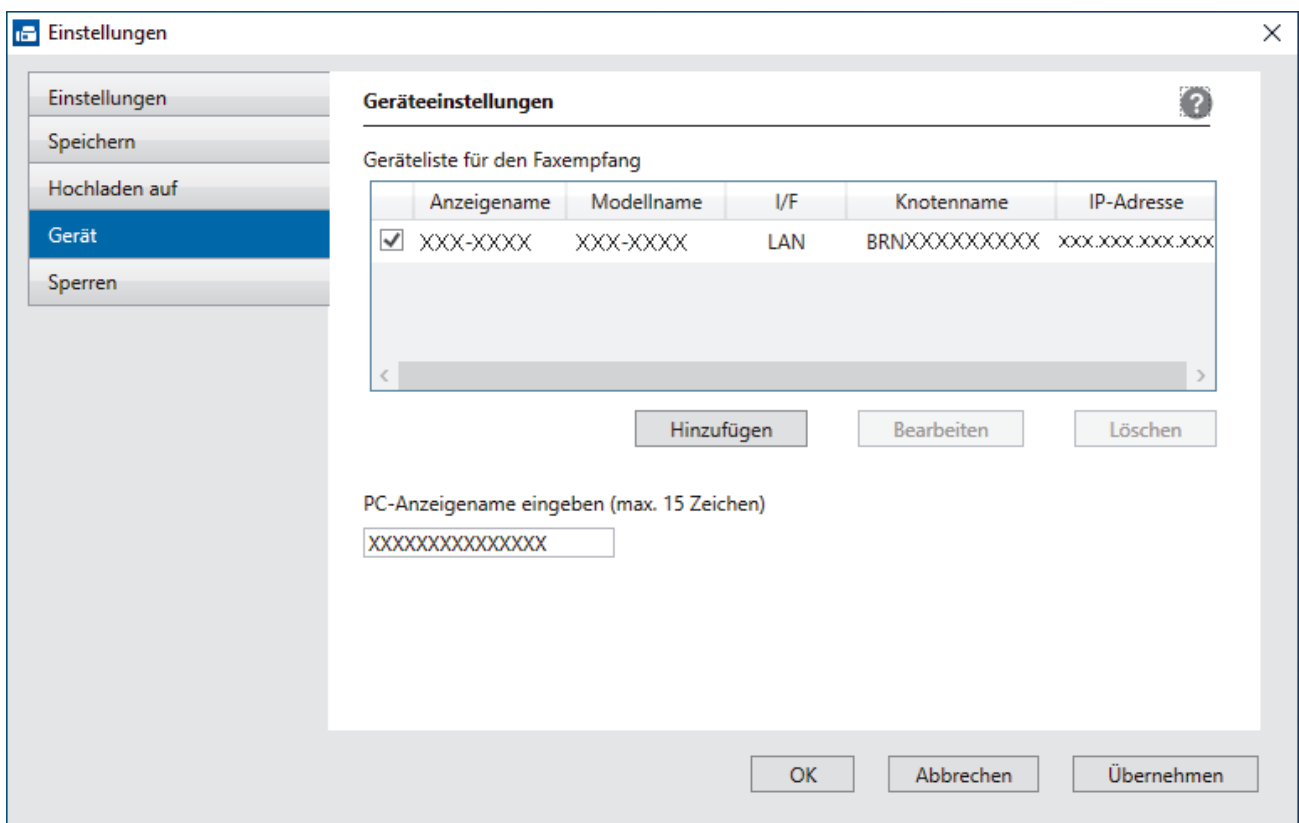 Einstellungen
Einstellungen
Speichern
Hochladen auf
Gerät
Sperren
Geräteeinstellungen
Geräteliste für den Faxempfang
Anzeigename Modellname I/F Knotenname IP-Adresse
XXX-XXXX XXX-XXXX LAN BRNXXXXXXXXX XXX.XXX.XXX.XXX
Hinzufügen Bearbeiten Löschen
PC-Anzeigename eingeben (max. 15 Zeichen)
XXXXXXXXXXXXXXX
OK Abbrechen Übernehmen